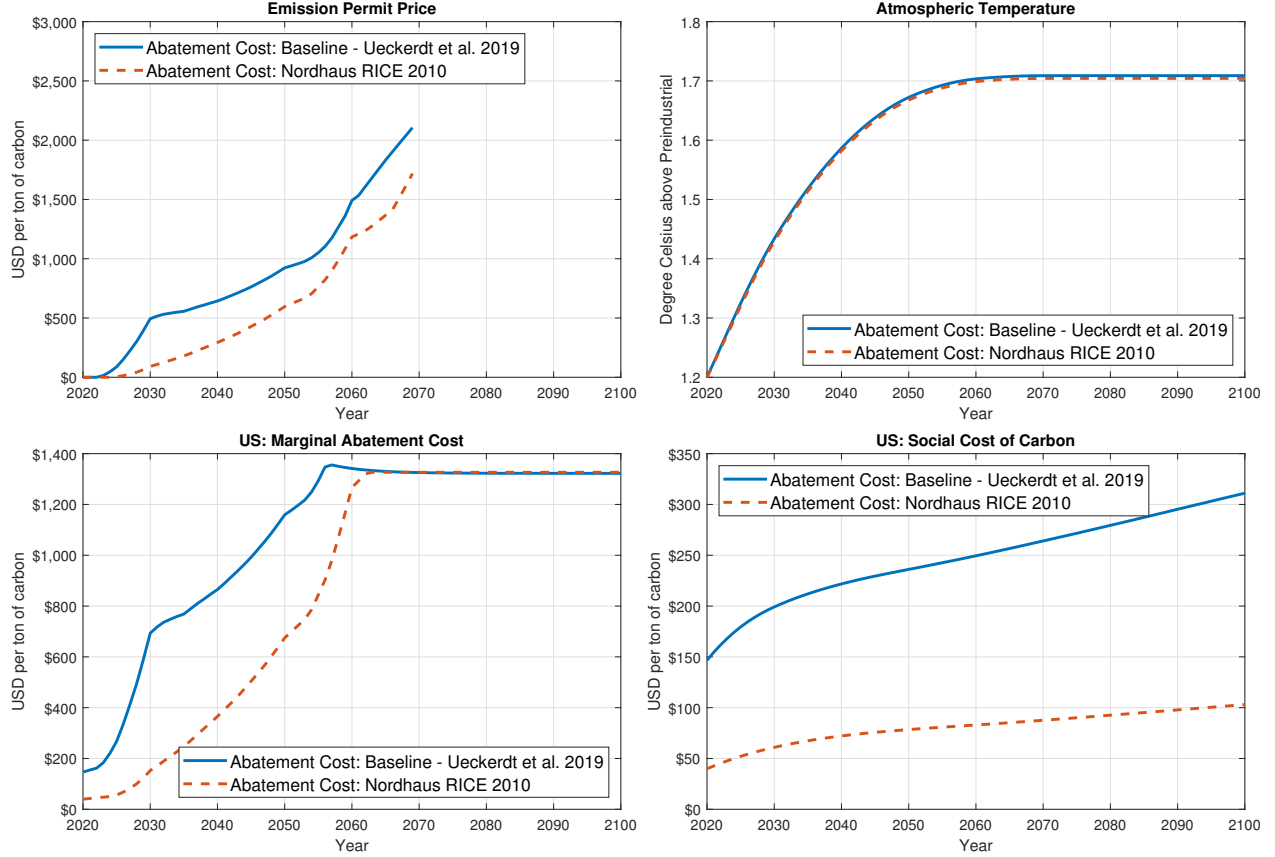 Emission Permit Price
$3,000
$2,500
$2,000
$1,500
$1,000
$500
$0
USD per ton of carbon
Abatement Cost: Baseline - Ueckerdt et al. 2019
Abatement Cost: Nordhaus RICE 2010
2020 2030 2040 2050 2060 2070 2080 2090 2100
Year
Atmospheric Temperature
1.8
1.7
1.6
1.5
1.4
1.3
1.2
Degree Celsius above Preindustrial
Abatement Cost: Baseline - Ueckerdt et al. 2019
Abatement Cost: Nordhaus RICE 2010
2020 2030 2040 2050 2060 2070 2080 2090 2100
Year
US: Marginal Abatement Cost
$1,400
$1,200
$1,000
$800
$600
$400
$200
$0
USD per ton of carbon
Abatement Cost: Baseline - Ueckerdt et al. 2019
Abatement Cost: Nordhaus RICE 2010
2020 2030 2040 2050 2060 2070 2080 2090 2100
Year
US: Social Cost of Carbon
$350
$300
$250
$200
$150
$100
$50
$0
USD per ton of carbon
Abatement Cost: Baseline - Ueckerdt et al. 2019
Abatement Cost: Nordhaus RICE 2010
2020 2030 2040 2050 2060 2070 2080 2090 2100
Year